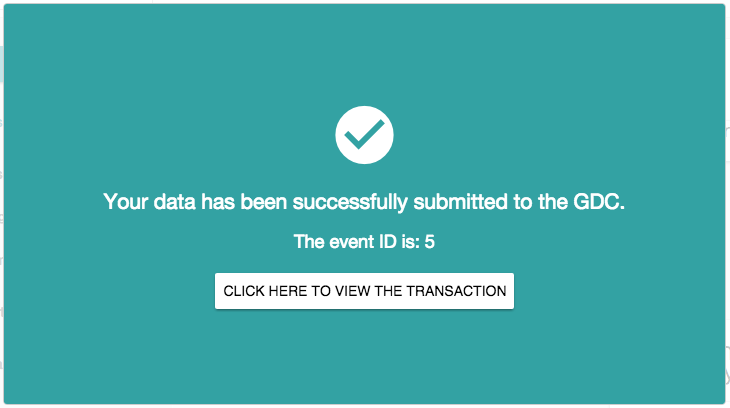 Your data has been successfully submitted to the GDC.
The event ID is: 5
CLICK HERE TO VIEW THE TRANSACTION